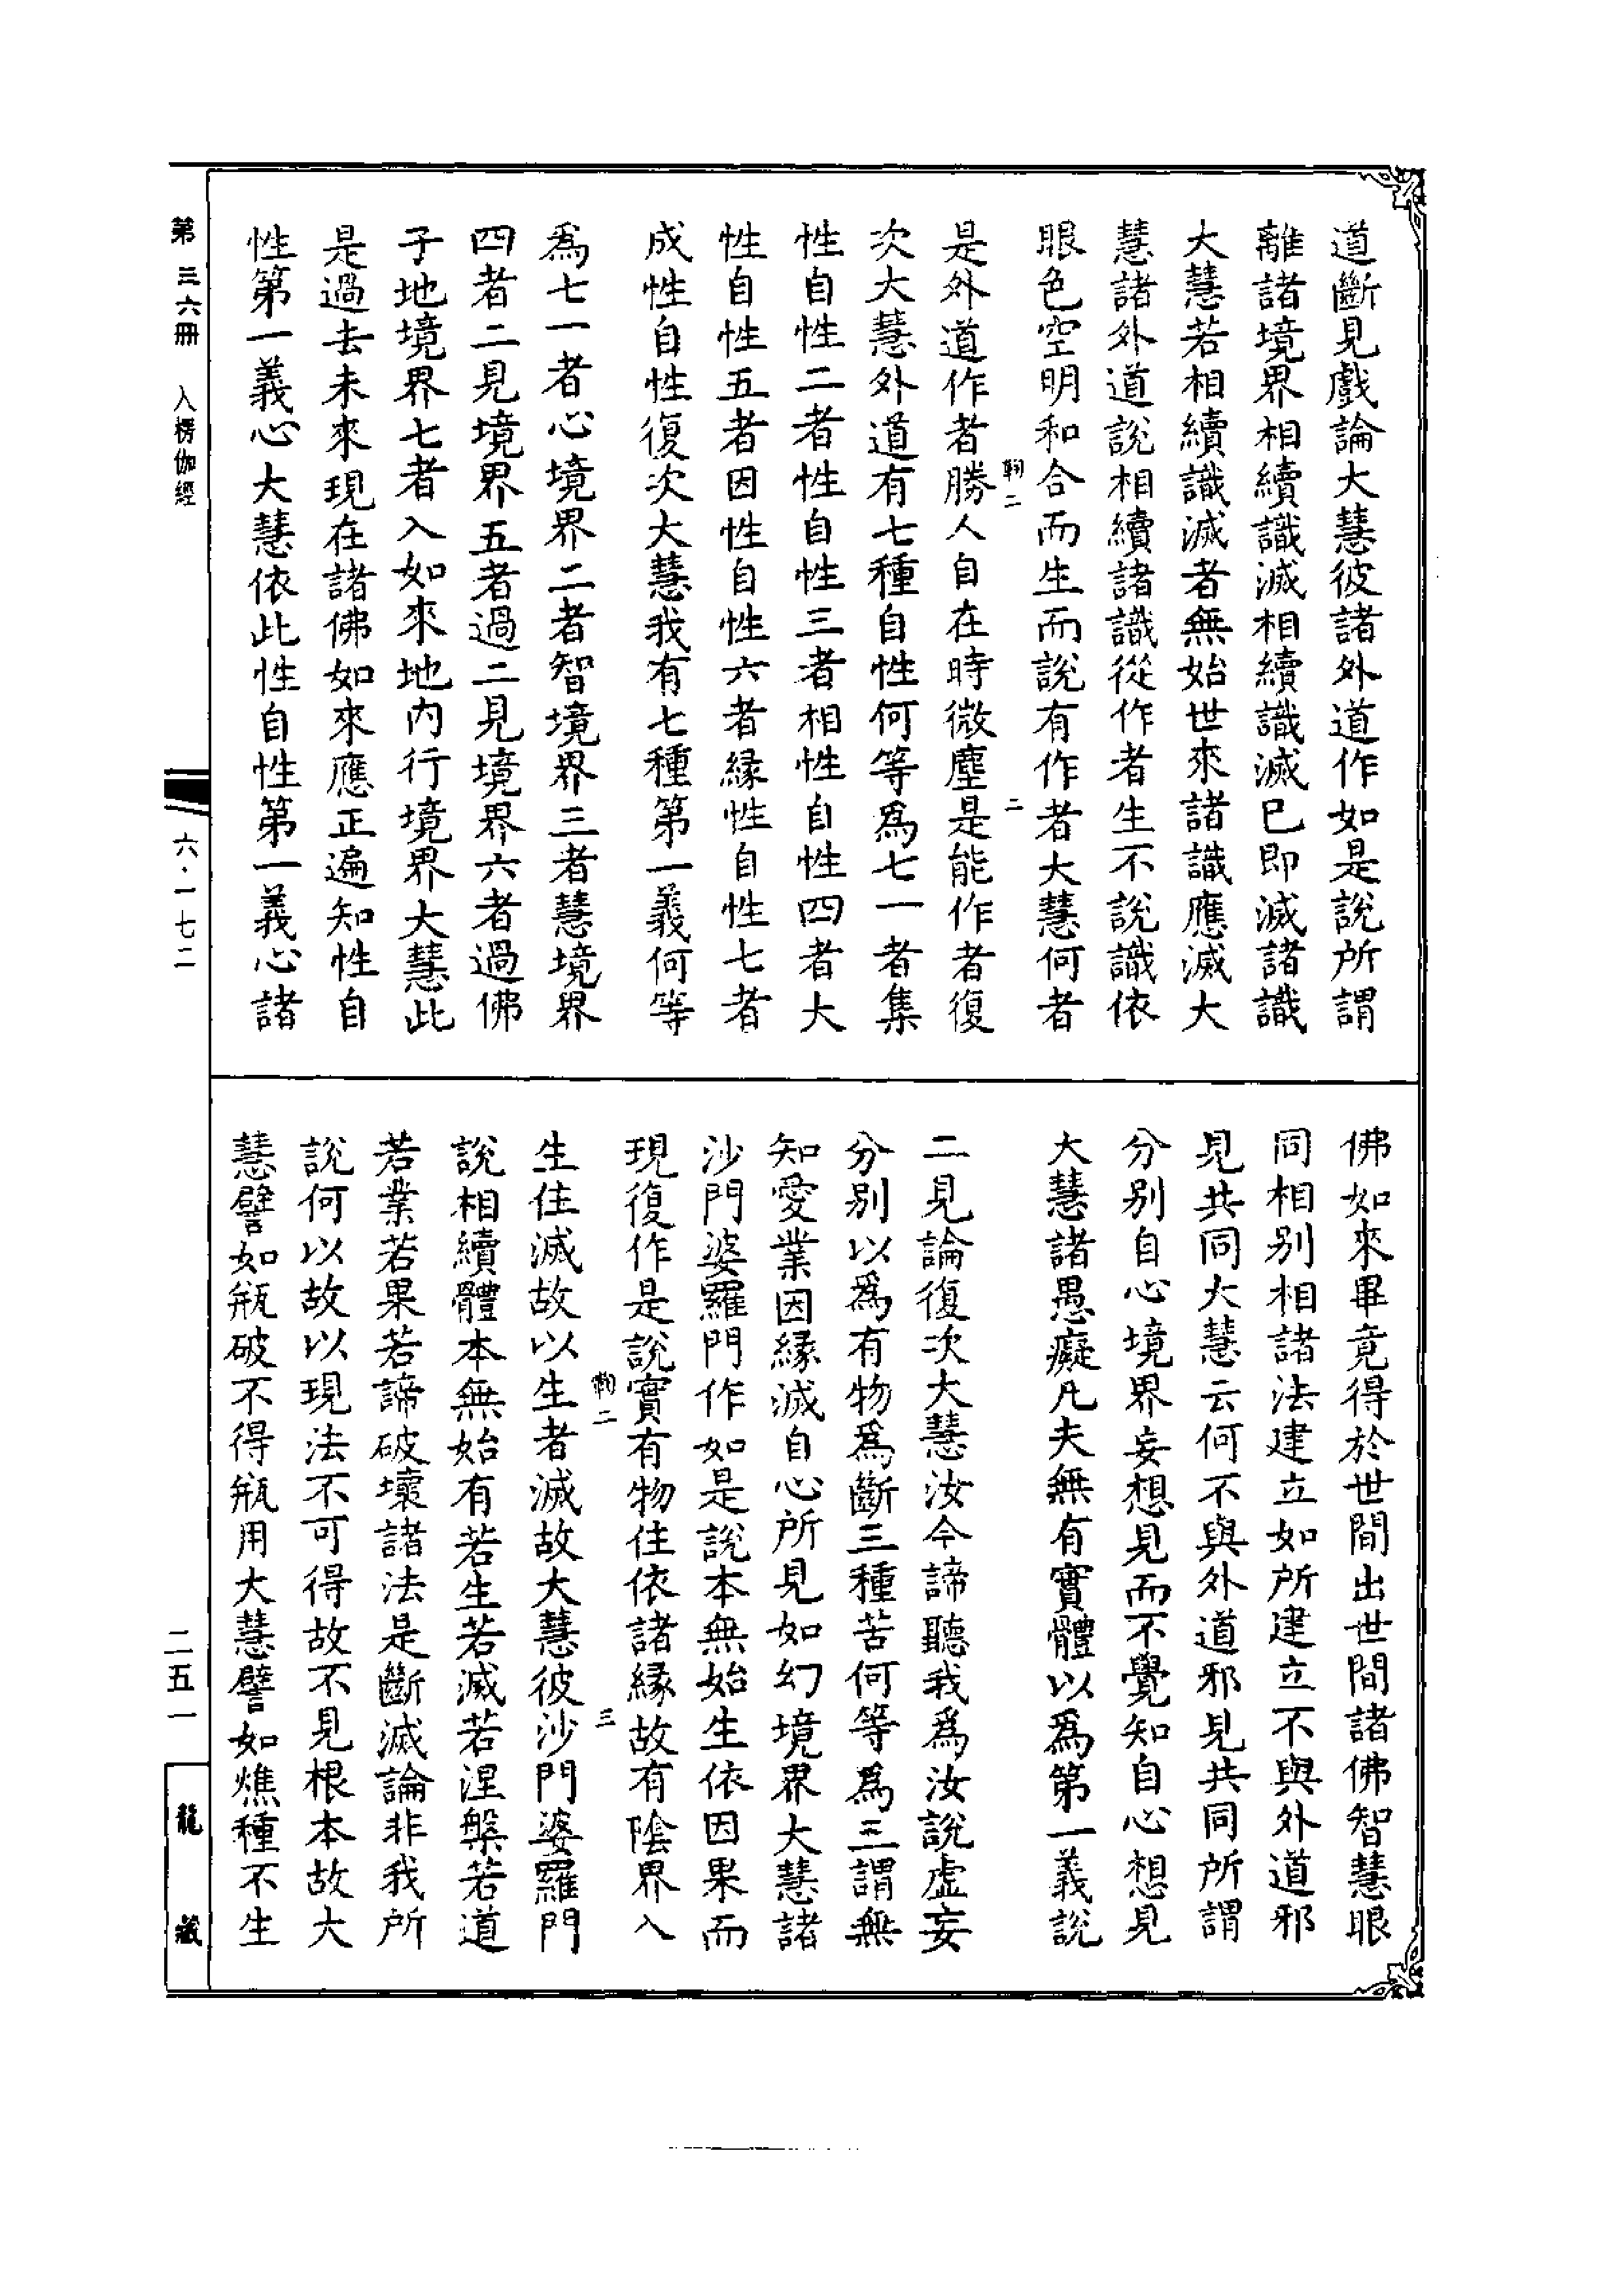 道斷見戲論大慧彼諸外道作如是說所謂
離諸境界相續識滅相續識滅已即滅諸識
大慧若相續識滅者無始世來諸識應滅大
慧諸外道說相續諸識從作者生不說識依
眼色空明和合而生而說有作者大慧何者
二
是外道作者勝人自在時微塵是能作者復
次大慧外道有七種自性何等為七一者集
性自性二者性自性三者相性自性四者大
性自性五者因性自性六者緣性自性七者
成性自性復次大慧我有七種第一義何等
為七一者心境界二者智境界三者慧境界
四者二見境界五者過二見境界六者過佛
子地境界七者入如來地內行境界大慧此
是過去未來現在諸佛如來應正遍知性自
性第一義心大慧依此性自性第一義心諸
佛如來畢竟得於世間出世間諸佛智慧眼
同相別相諸法建立如所建立不與外道邪
見共同大慧云何不與外道邪見共同所謂
分別自心境界妄想見而不覺知自心想見
大慧諸愚癡凡夫無有實體以為第一義說
二見論復次大慧汝今諦聽我為汝說虛妄
分別以為有物為斷三種苦何等為三謂無
知愛業因緣滅自心所見如幻境界大慧諸
沙門婆羅門作如是說本無始生依因果而
現復作是說實有物住依諸緣故有陰界入
三
生住滅故以生者滅故大慧彼沙門婆羅門
說相續體本無始有若生若滅若涅槃若道
若業若果若諦破壞諸法是斷滅論非我所
說何以故以現法不可得故不見根本故大
慧譬如瓶破不得瓶用大慧譬如燋種不生
第三六冊 入楞伽經
六·一七二
二五一
龍藏